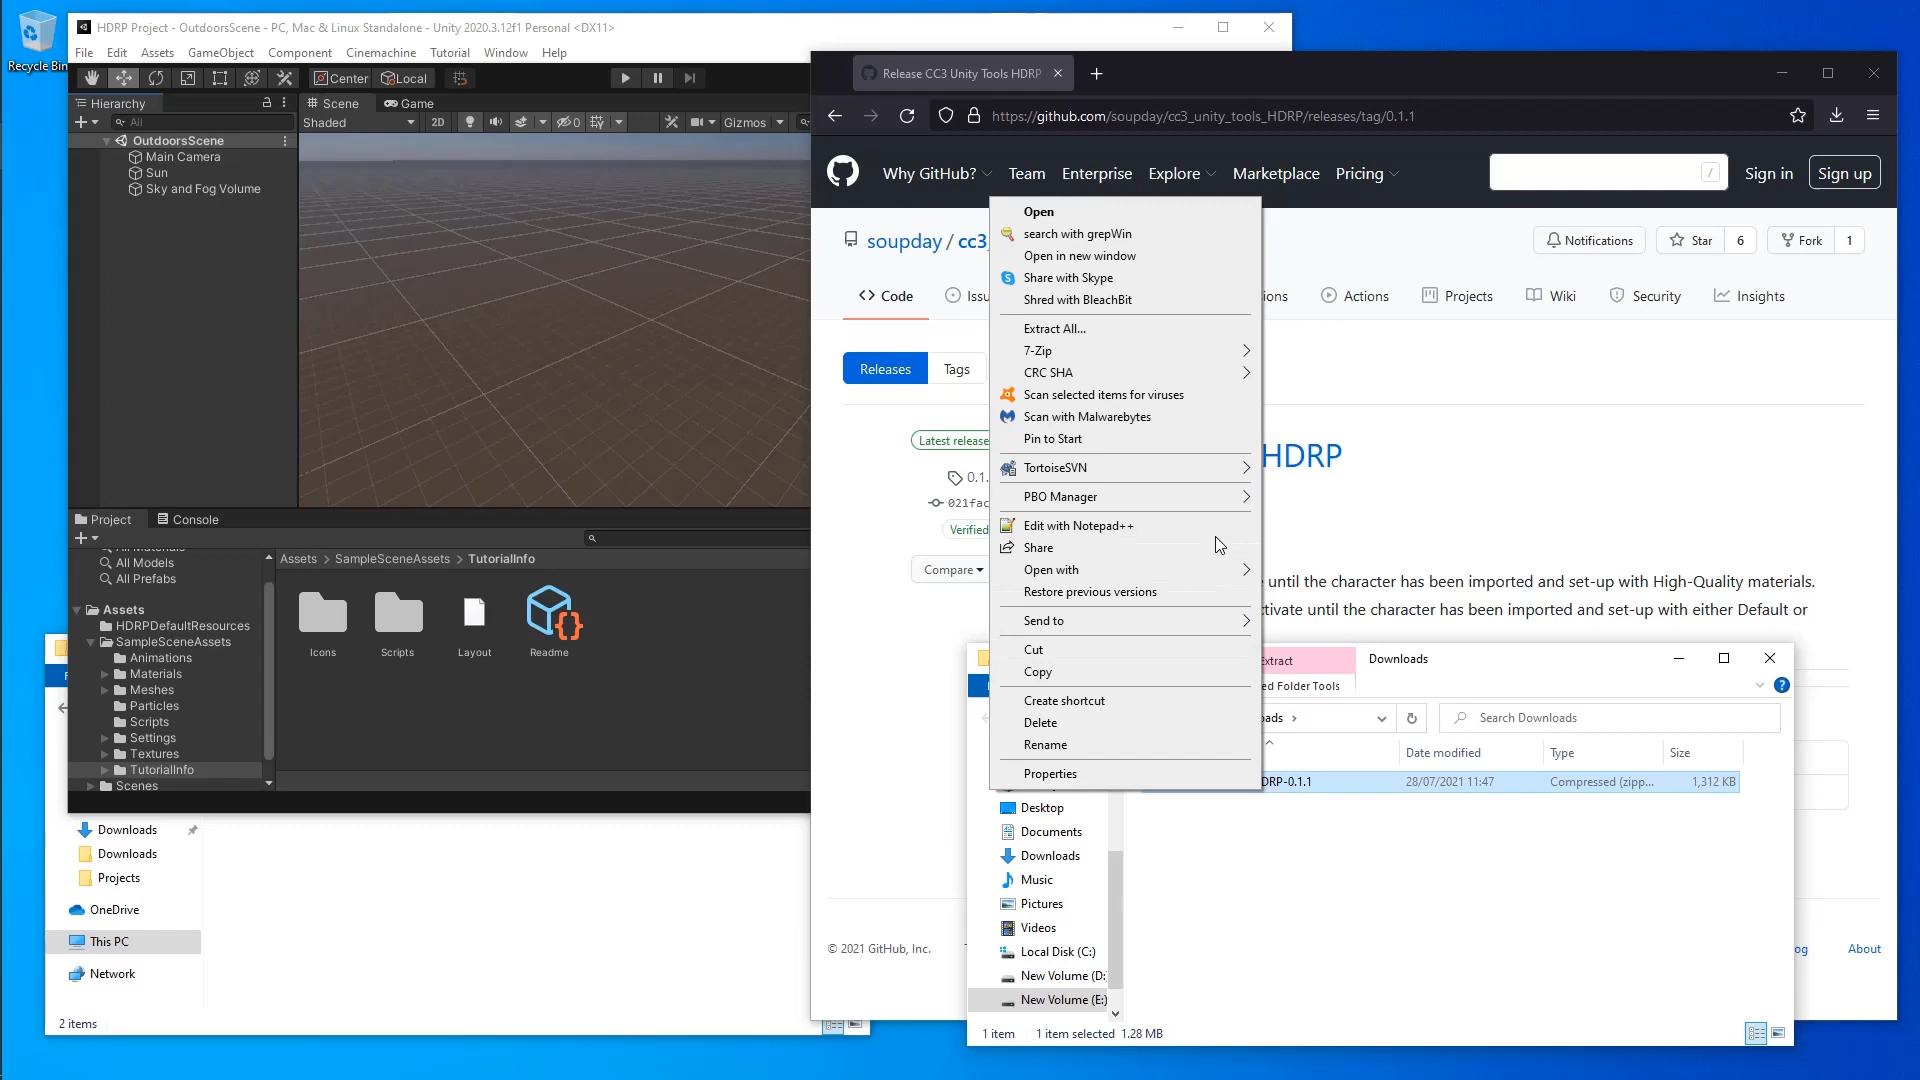 Recycle Bin
HDRP Project - OutdoorsScene - PC, Mac & Linux Standalone - Unity 2020.3.12f1 Personal <DX11>
File Edit Assets GameObject Component Cinemachine Tutorial Window Help
Center Local
Hierarchy
All
OutdoorsScene
Main Camera
Sun
Sky and Fog Volume
Scene Game
Shaded 2D 0 Gizmos
Project Console
All Models
All Prefabs
Assets
HDRPDefaultResources
SampleSceneAssets
Animations
Materials
Meshes
Particles
Scripts
Settings
Textures
TutorialInfo
Scenes
Assets > SampleSceneAssets > TutorialInfo
Icons Scripts Layout Readme
Downloads
Downloads
Projects
OneDrive
This PC
Network
2 items
Release CC3 Unity Tools HDRP
https://github.com/soupday/cc3_unity_tools_HDRP/releases/tag/0.1.1
Why GitHub? Team Enterprise Explore Marketplace Pricing / Sign in Sign up
soupday / cc3_
Notifications Star 6 Fork 1
Code Issu ions Actions Projects Wiki Security Insights
Releases Tags
Latest release
0.1.
021fac
Verified
Compare
HDRP
until the character has been imported and set-up with High-Quality materials.
tivate until the character has been imported and set-up with either Default or
© 2021 GitHub, Inc.
og About
Open
search with grepWin
Open in new window
Share with Skype
Shred with BleachBit
Extract All...
7-Zip
CRC SHA
Scan selected items for viruses
Scan with Malwarebytes
Pin to Start
TortoiseSVN
PBO Manager
Edit with Notepad++
Share
Open with
Restore previous versions
Send to
Cut
Copy
Create shortcut
Delete
Rename
Properties
Extract Downloads
ed Folder Tools
?
ads > Search Downloads
Date modified Type Size
DRP-0.1.1 28/07/2021 11:47 Compressed (zipp... 1,312 KB
Desktop
Documents
Downloads
Music
Pictures
Videos
Local Disk (C:)
New Volume (D:)
New Volume (E:)
1 item 1 item selected 1.28 MB